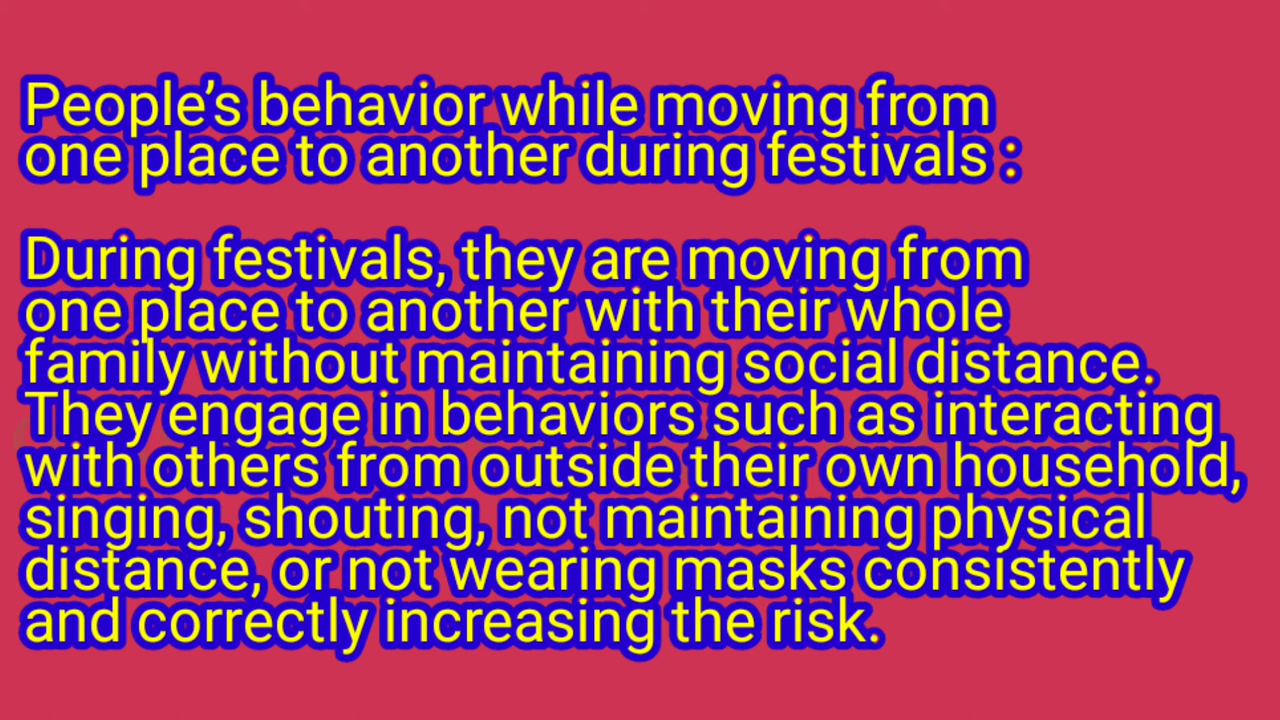 People’s behavior while moving from
one place to another during festivals :
During festivals, they are moving from
one place to another with their whole
family without maintaining social distance.
They engage in behaviors such as interacting
with others from outside their own household,
singing, shouting, not maintaining physical
distance, or not wearing masks consistently
and correctly increasing the risk.